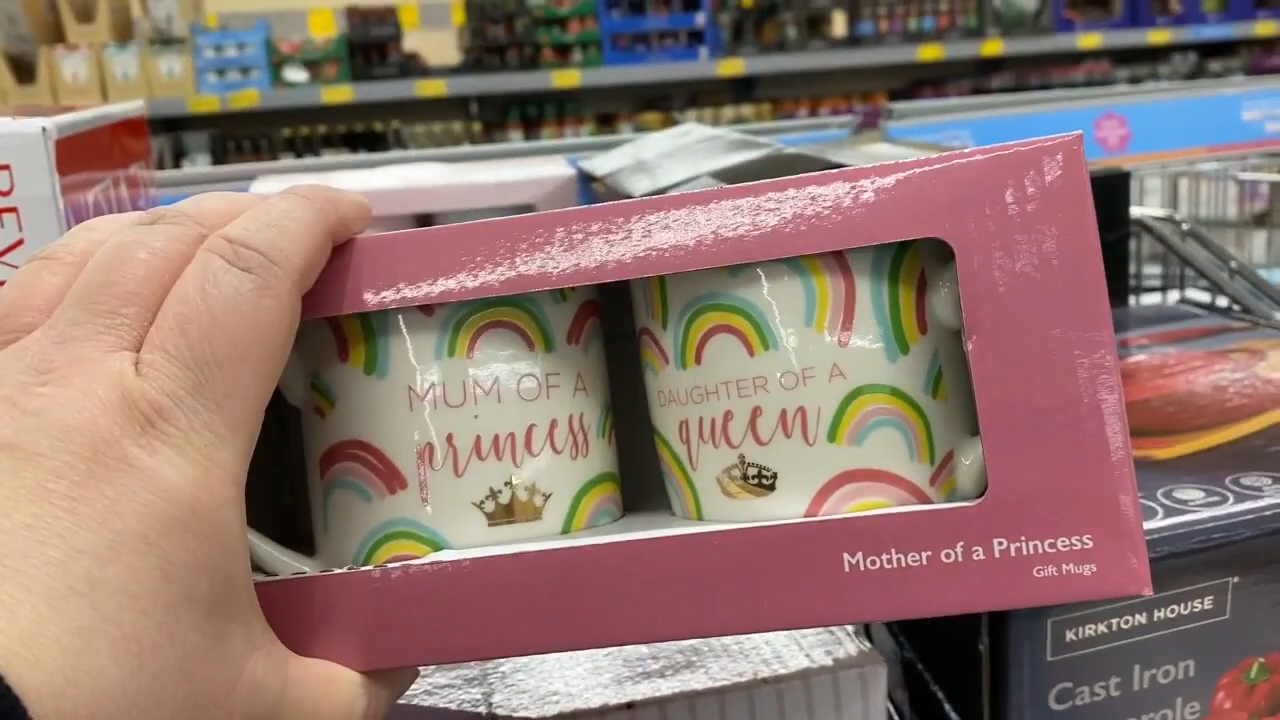 MUM OF A
princess
DAUGHTER OF A
queen
Mother of a Princess
Gift Mugs
KIRKTON HOUSE
Cast Iron